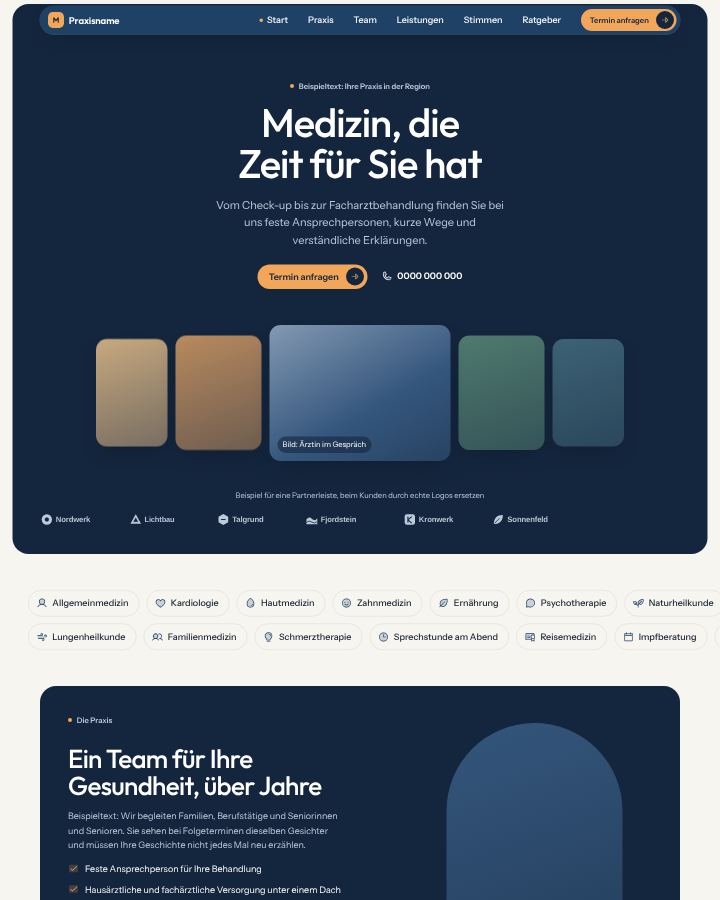 M Praxisname
Start Praxis Team Leistungen Stimmen Ratgeber Termin anfragen
Beispieltext: Ihre Praxis in der Region
Medizin, die
Zeit für Sie hat
Vom Check-up bis zur Facharztbehandlung finden Sie bei
uns feste Ansprechpersonen, kurze Wege und
verständliche Erklärungen.
Termin anfragen 0000 000 000
Bild: Ärztin im Gespräch
Beispiel für eine Partnerleiste, beim Kunden durch echte Logos ersetzen
Nordwerk Lichtbau Talgrund Fjordstein Kronwerk Sonnenfeld
Allgemeinmedizin Kardiologie Hautmedizin Zahnmedizin Ernährung Psychotherapie Naturheilkunde
Lungenheilkunde Familienmedizin Schmerztherapie Sprechstunde am Abend Reisemedizin Impfberatung
Die Praxis
Ein Team für Ihre
Gesundheit, über Jahre
Beispieltext: Wir begleiten Familien, Berufstätige und Seniorinnen
und Senioren. Sie sehen bei Folgeterminen dieselben Gesichter
und müssen Ihre Geschichte nicht jedes Mal neu erzählen.
Feste Ansprechperson für Ihre Behandlung
Hausärztliche und fachärztliche Versorgung unter einem Dach